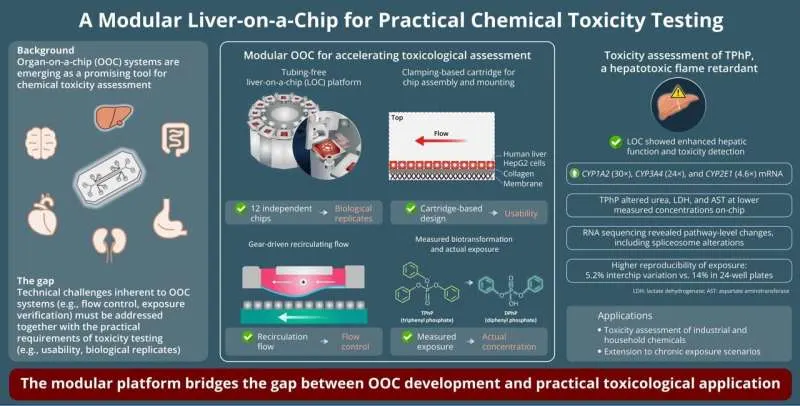 A Modular Liver-on-a-Chip for Practical Chemical Toxicity Testing
Background
Organ-on-a-chip (OOC) systems are
emerging as a promising tool for
chemical toxicity assessment
The gap
Technical challenges inherent to OOC
systems (e.g., flow control, exposure
verification) must be addressed
together with the practical
requirements of toxicity testing
(e.g., usability, biological replicates)
Modular OOC for accelerating toxicological assessment
Tubing-free
liver-on-a-chip (LOC) platform
12 independent
chips
Biological
replicates
Clamping-based cartridge for
chip assembly and mounting
Top
Flow
Human liver
HepG2 cells
Collagen
Membrane
Cartridge-based
design
Usability
Gear-driven recirculating flow
Recirculation
flow
Flow
control
Measured biotransformation
and actual exposure
TPhP
(triphenyl phosphate)
DPhP
(diphenyl phosphate)
Measured
exposure
Actual
concentration
Toxicity assessment of TPhP,
a hepatotoxic flame retardant
LOC showed enhanced hepatic
function and toxicity detection
CYP1A2 (30×), CYP3A4 (24×), and CYP2E1 (4.6×) mRNA
TPhP altered urea, LDH, and AST at lower
measured concentrations on-chip
RNA sequencing revealed pathway-level changes,
including spliceosome alterations
Higher reproducibility of exposure:
5.2% interchip variation vs. 14% in 24-well plates
LDH: lactate dehydrogenase; AST: aspartate aminotransferase
Applications
• Toxicity assessment of industrial and
household chemicals
• Extension to chronic exposure scenarios
The modular platform bridges the gap between OOC development and practical toxicological application